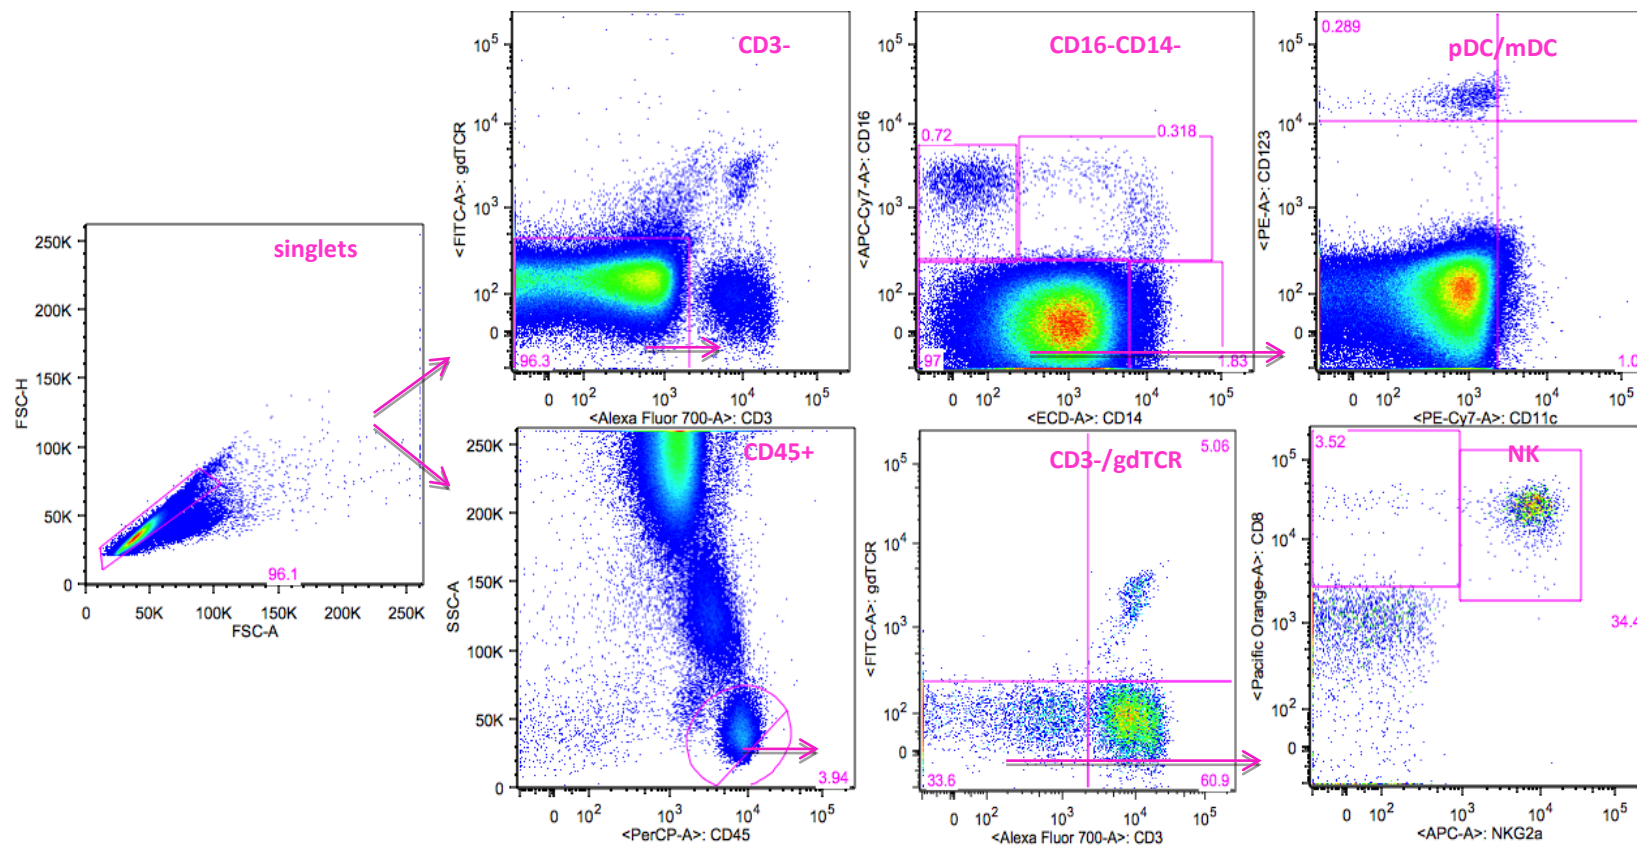 singlets
250K
200K
150K
100K
50K
0
FSC-H
96.1
0 50K 100K 150K 200K 250K
FSC-A
CD3-
10^5
10^4
10^3
10^2
0
<FITC-A>: gdTCR
96.3
0 10^2 10^3 10^4 10^5
<Alexa Fluor 700-A>: CD3
CD16-CD14-
10^5
10^4
10^3
10^2
0
<APC-Cy7-A>: CD16
0.72
0.318
.97
1.83
0 10^2 10^3 10^4 10^5
<ECD-A>: CD14
pDC/mDC
0.289
10^5
10^4
10^3
10^2
0
<PE-A>: CD123
1.0
0 10^2 10^3 10^4 10^5
<PE-Cy7-A>: CD11c
CD45+
250K
200K
150K
100K
50K
0
SSC-A
3.94
0 10^2 10^3 10^4 10^5
<PerCP-A>: CD45
CD3-/gdTCR
5.06
10^5
10^4
10^3
10^2
0
<FITC-A>: gdTCR
33.6
60.9
0 10^2 10^3 10^4 10^5
<Alexa Fluor 700-A>: CD3
NK
3.52
10^5
10^4
10^3
10^2
0
<Pacific Orange-A>: CD8
34.4
0 10^2 10^3 10^4 10^5
<APC-A>: NKG2a